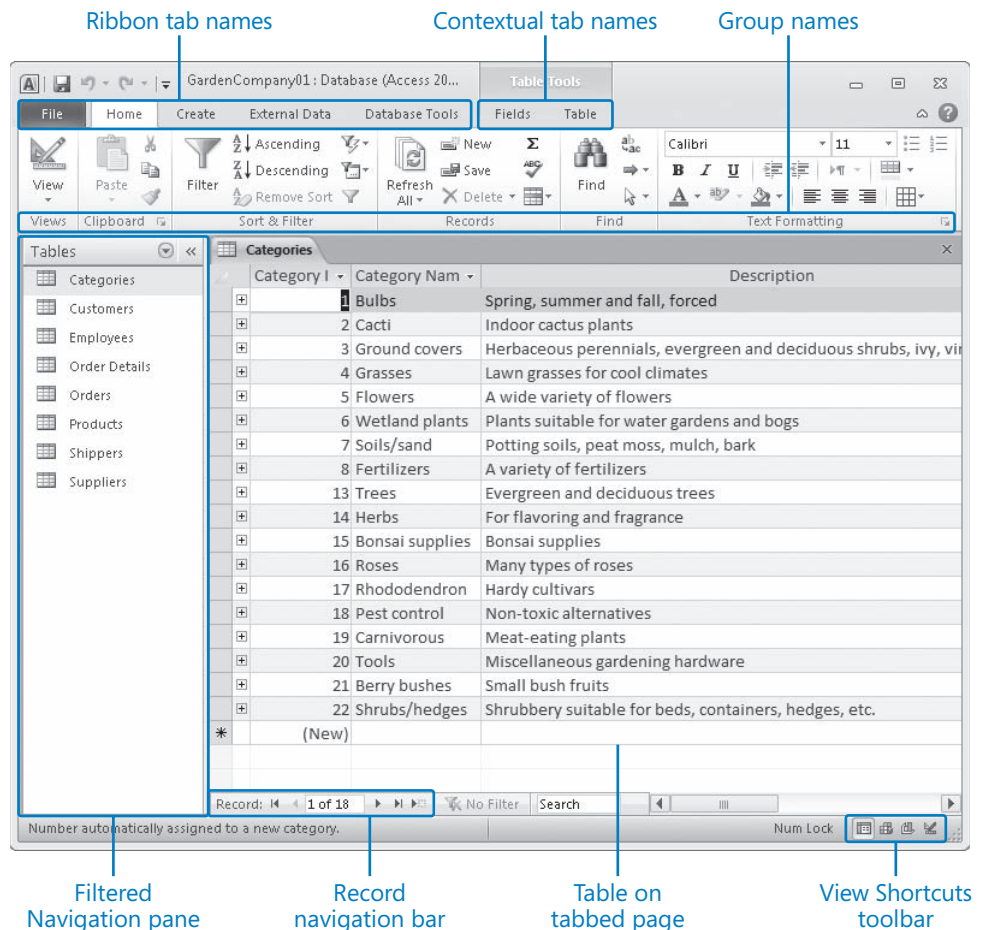 Ribbon tab names Contextual tab names Group names
GardenCompany01 : Database (Access 20... Table Tools
File Home Create External Data Database Tools Fields Table
Ascending New Calibri 11
Descending Save
View Paste Filter Remove Sort Refresh All Delete Find
Views Clipboard Sort & Filter Records Find Text Formatting
Tables Categories
Category I Category Nam Description
Categories
Customers
Employees
Order Details
Orders
Products
Shippers
Suppliers
1 Bulbs Spring, summer and fall, forced
2 Cacti Indoor cactus plants
3 Ground covers Herbaceous perennials, evergreen and deciduous shrubs, ivy, vin
4 Grasses Lawn grasses for cool climates
5 Flowers A wide variety of flowers
6 Wetland plants Plants suitable for water gardens and bogs
7 Soils/sand Potting soils, peat moss, mulch, bark
8 Fertilizers A variety of fertilizers
13 Trees Evergreen and deciduous trees
14 Herbs For flavoring and fragrance
15 Bonsai supplies Bonsai supplies
16 Roses Many types of roses
17 Rhododendron Hardy cultivars
18 Pest control Non-toxic alternatives
19 Carnivorous Meat-eating plants
20 Tools Miscellaneous gardening hardware
21 Berry bushes Small bush fruits
22 Shrubs/hedges Shrubbery suitable for beds, containers, hedges, etc.
(New)
Record: 1 of 18 No Filter Search
Number automatically assigned to a new category. Num Lock
Filtered Navigation pane
Record navigation bar
Table on tabbed page
View Shortcuts toolbar